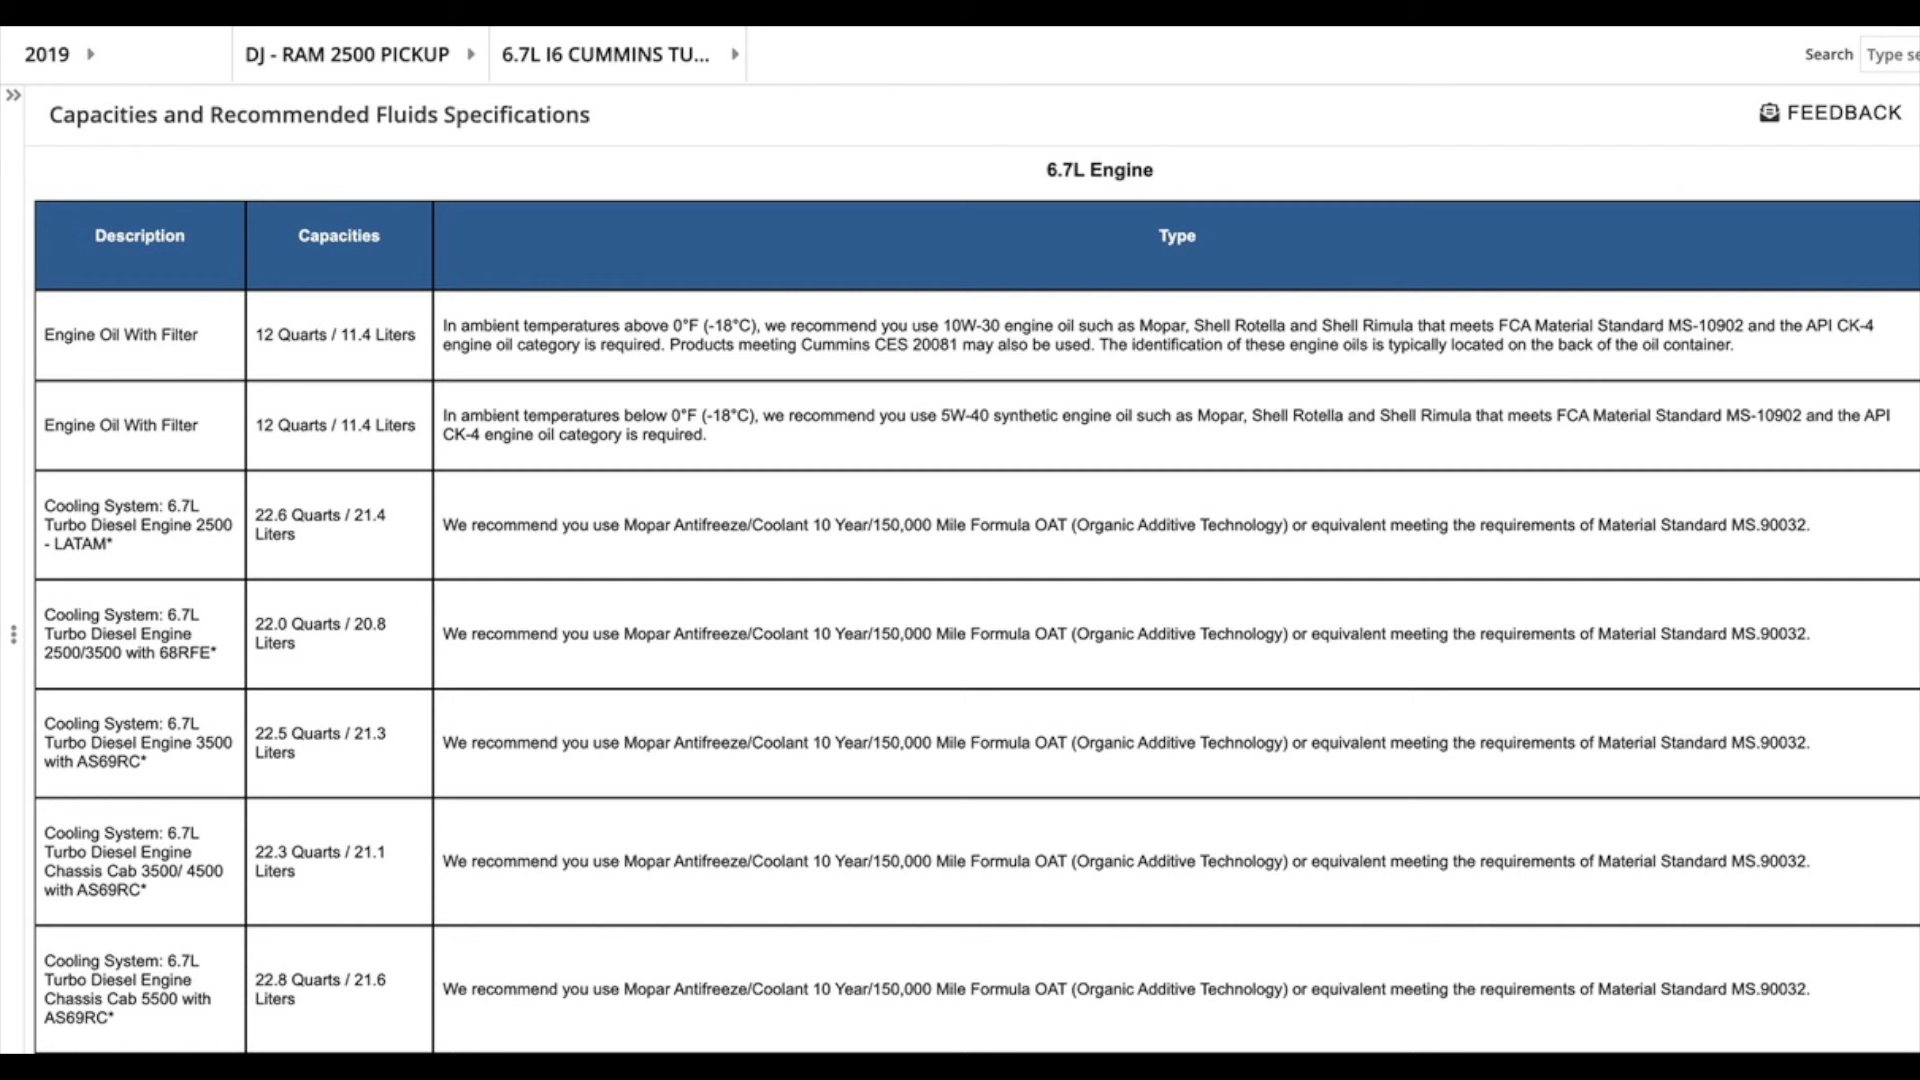 2019
DJ - RAM 2500 PICKUP
6.7L I6 CUMMINS TU...
Search
Type se
Capacities and Recommended Fluids Specifications
FEEDBACK
6.7L Engine
Description
Capacities
Type
Engine Oil With Filter
12 Quarts / 11.4 Liters
In ambient temperatures above 0°F (-18°C), we recommend you use 10W-30 engine oil such as Mopar, Shell Rotella and Shell Rimula that meets FCA Material Standard MS-10902 and the API CK-4
engine oil category is required. Products meeting Cummins CES 20081 may also be used. The identification of these engine oils is typically located on the back of the oil container.
Engine Oil With Filter
12 Quarts / 11.4 Liters
In ambient temperatures below 0°F (-18°C), we recommend you use 5W-40 synthetic engine oil such as Mopar, Shell Rotella and Shell Rimula that meets FCA Material Standard MS-10902 and the API
CK-4 engine oil category is required.
Cooling System: 6.7L
Turbo Diesel Engine 2500
- LATAM*
22.6 Quarts / 21.4
Liters
We recommend you use Mopar Antifreeze/Coolant 10 Year/150,000 Mile Formula OAT (Organic Additive Technology) or equivalent meeting the requirements of Material Standard MS.90032.
Cooling System: 6.7L
Turbo Diesel Engine
2500/3500 with 68RFE*
22.0 Quarts / 20.8
Liters
We recommend you use Mopar Antifreeze/Coolant 10 Year/150,000 Mile Formula OAT (Organic Additive Technology) or equivalent meeting the requirements of Material Standard MS.90032.
Cooling System: 6.7L
Turbo Diesel Engine 3500
with AS69RC*
22.5 Quarts / 21.3
Liters
We recommend you use Mopar Antifreeze/Coolant 10 Year/150,000 Mile Formula OAT (Organic Additive Technology) or equivalent meeting the requirements of Material Standard MS.90032.
Cooling System: 6.7L
Turbo Diesel Engine
Chassis Cab 3500/ 4500
with AS69RC*
22.3 Quarts / 21.1
Liters
We recommend you use Mopar Antifreeze/Coolant 10 Year/150,000 Mile Formula OAT (Organic Additive Technology) or equivalent meeting the requirements of Material Standard MS.90032.
Cooling System: 6.7L
Turbo Diesel Engine
Chassis Cab 5500 with
AS69RC*
22.8 Quarts / 21.6
Liters
We recommend you use Mopar Antifreeze/Coolant 10 Year/150,000 Mile Formula OAT (Organic Additive Technology) or equivalent meeting the requirements of Material Standard MS.90032.